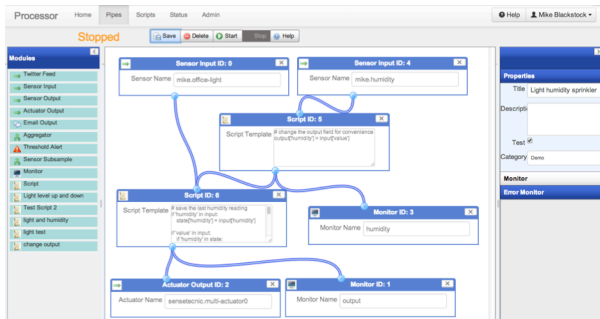 Processor Home Pipes Scripts Status Admin Help Mike Blackstock
Stopped Save Delete Start Stop Help
Modules
Twitter Feed
Sensor Input
Sensor Output
Actuator Output
Email Output
Aggregator
Threshold Alert
Sensor Subsample
Monitor
Script
Light level up and down
Test Script 2
light and humidity
light test
change output
Sensor Input ID: 0
Sensor Name mike.office-light
Sensor Input ID: 4
Sensor Name mike.humidity
Script ID: 5
Script Template # change the output field for convenience
output['humidity'] = input['value']
Script ID: 6
Script Template # save the last humidity reading
if 'humidity' in input:
state['humidity'] = input['humidity']
if 'value' in input:
if 'humidity' in state:
Monitor ID: 3
Monitor Name humidity
Actuator Output ID: 2
Actuator Name sensetecnic.multi-actuator0
Monitor ID: 1
Monitor Name output
Properties
Title Light humidity sprinkler
Descripti
Test
Category Demo
Monitor
Error Monitor